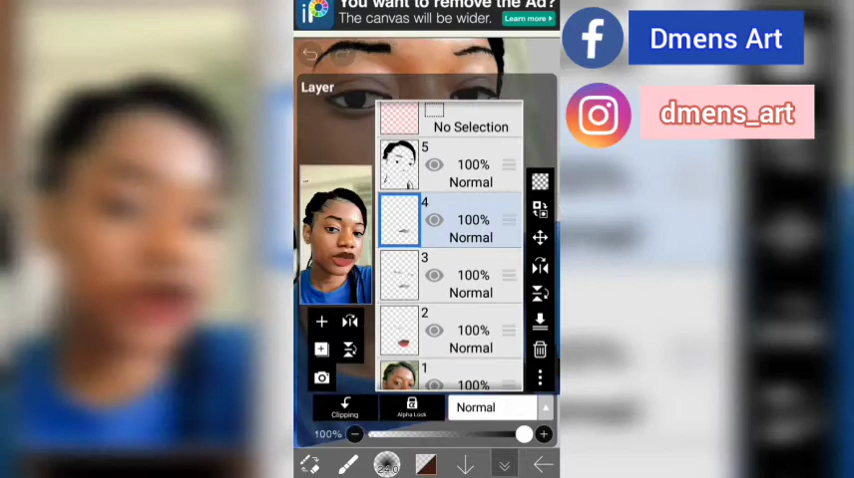 You want to remove the Ad?
The canvas will be wider.
Learn more
iP
Dmens Art
dmens_art
Layer
No Selection
5
100%
Normal
4
100%
Normal
3
100%
Normal
2
100%
Normal
1
100%
Clipping
Alpha Lock
Normal
100%
24.0